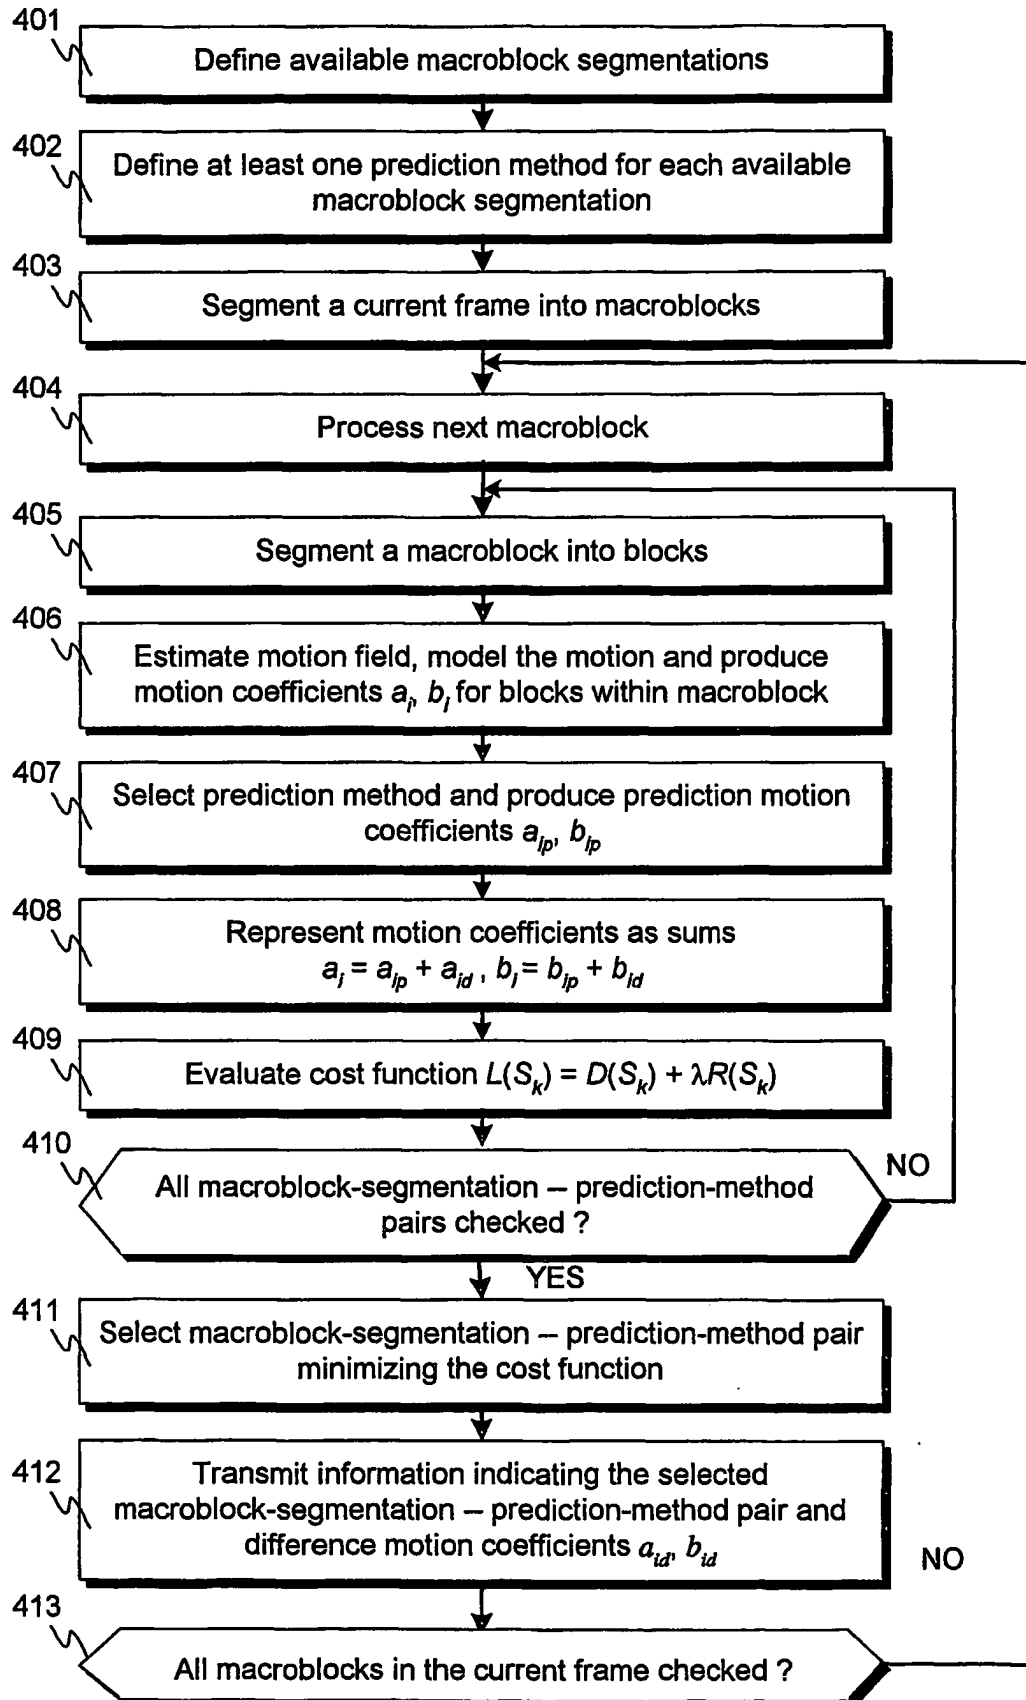 401
Define available macroblock segmentations
402
Define at least one prediction method for each available
macroblock segmentation
403
Segment a current frame into macroblocks
404
Process next macroblock
405
Segment a macroblock into blocks
406
Estimate motion field, model the motion and produce
motion coefficients a_i, b_i for blocks within macroblock
407
Select prediction method and produce prediction motion
coefficients a_ip, b_ip
408
Represent motion coefficients as sums
a_i = a_ip + a_id , b_i = b_ip + b_id
409
Evaluate cost function L(S_k) = D(S_k) + λR(S_k)
410
NO
All macroblock-segmentation – prediction-method
pairs checked ?
YES
411
Select macroblock-segmentation – prediction-method pair
minimizing the cost function
412
Transmit information indicating the selected
macroblock-segmentation – prediction-method pair and
difference motion coefficients a_id, b_id
NO
413
All macroblocks in the current frame checked ?